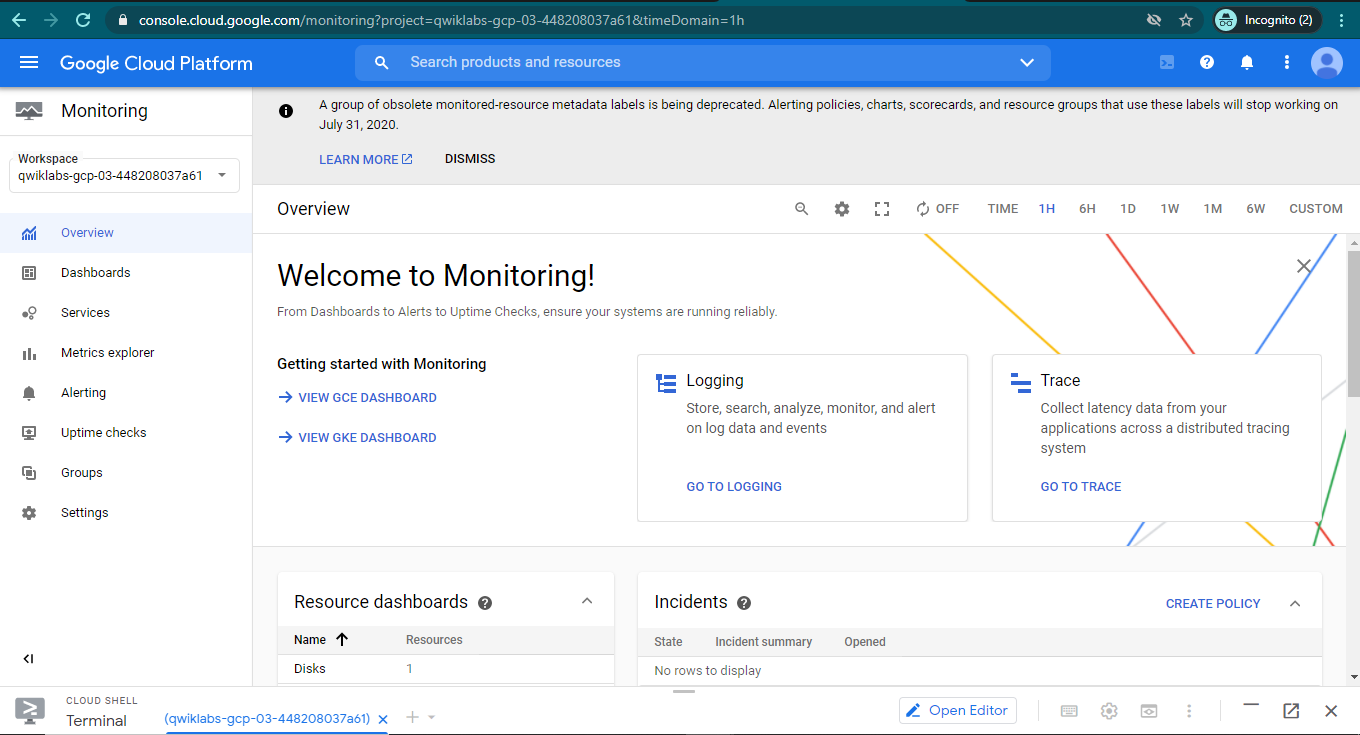 console.cloud.google.com/monitoring?project=qwiklabs-gcp-03-448208037a61&timeDomain=1h
Incognito (2)
Google Cloud Platform
Search products and resources
Monitoring
Workspace
qwiklabs-gcp-03-448208037a61
Overview
Dashboards
Services
Metrics explorer
Alerting
Uptime checks
Groups
Settings
A group of obsolete monitored-resource metadata labels is being deprecated. Alerting policies, charts, scorecards, and resource groups that use these labels will stop working on
July 31, 2020.
LEARN MORE DISMISS
Overview OFF TIME 1H 6H 1D 1W 1M 6W CUSTOM
Welcome to Monitoring!
From Dashboards to Alerts to Uptime Checks, ensure your systems are running reliably.
Getting started with Monitoring
VIEW GCE DASHBOARD
VIEW GKE DASHBOARD
Logging
Store, search, analyze, monitor, and alert
on log data and events
GO TO LOGGING
Trace
Collect latency data from your
applications across a distributed tracing
system
GO TO TRACE
Resource dashboards
Name Resources
Disks 1
Incidents CREATE POLICY
State Incident summary Opened
No rows to display
CLOUD SHELL
Terminal
(qwiklabs-gcp-03-448208037a61)
Open Editor